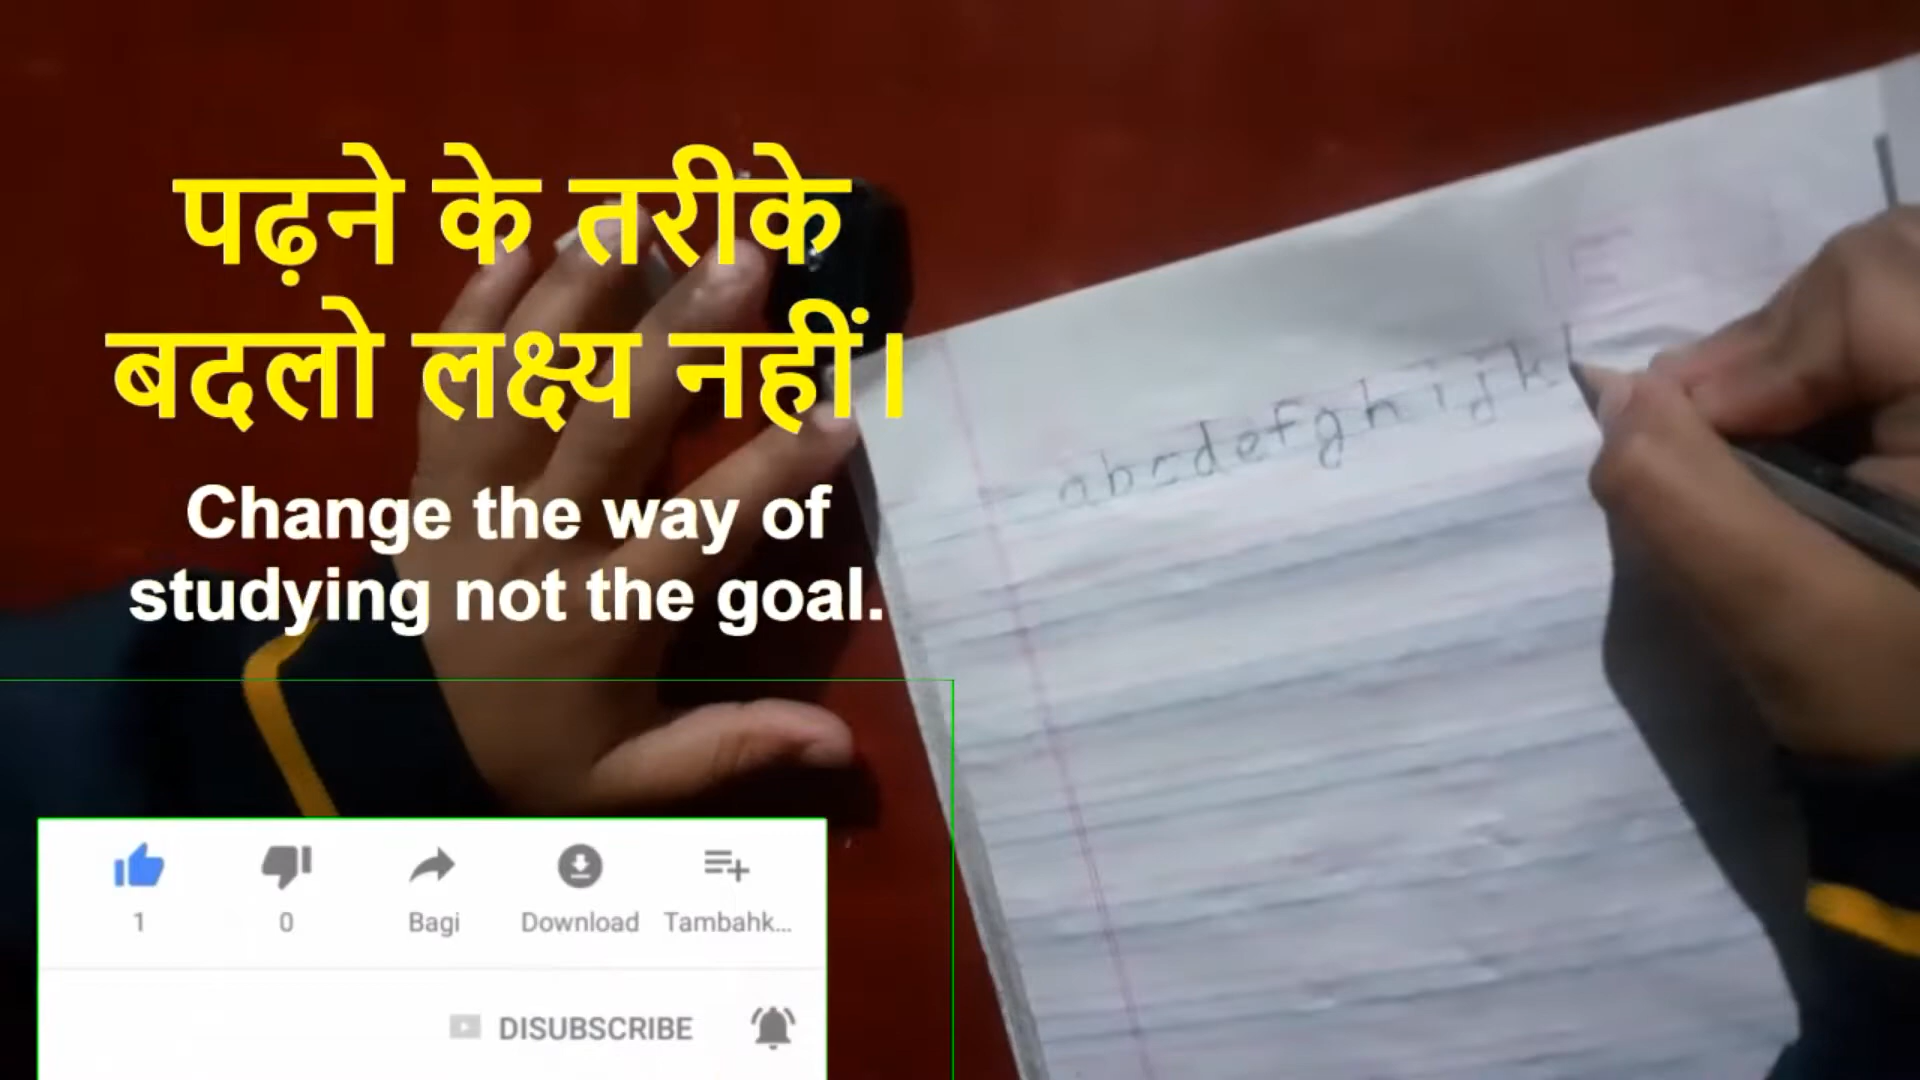 पढ़ने के तरीके
बदलो लक्ष्य नहीं।
Change the way of
studying not the goal.
a b c d e f g h i j k l
1 0 Bagi Download Tambahk...
DISUBSCRIBE